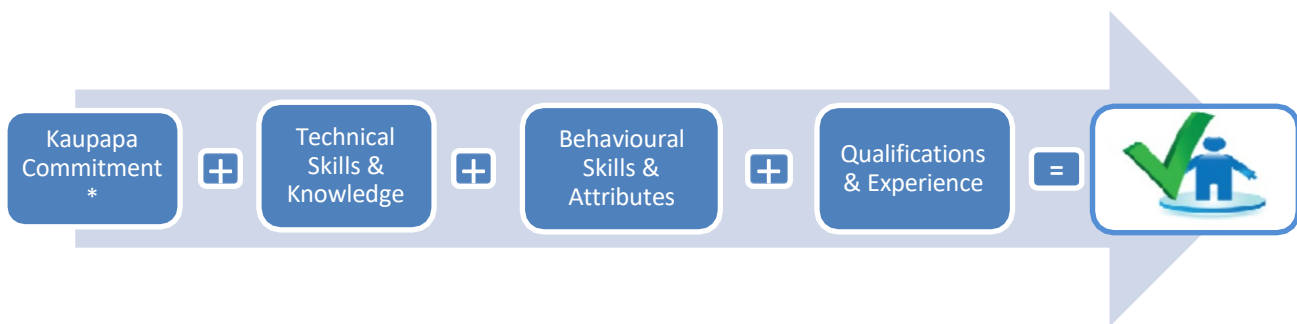 Kaupapa
Commitment
*
+
Technical
Skills &
Knowledge
+
Behavioural
Skills &
Attributes
+
Qualifications
& Experience
=